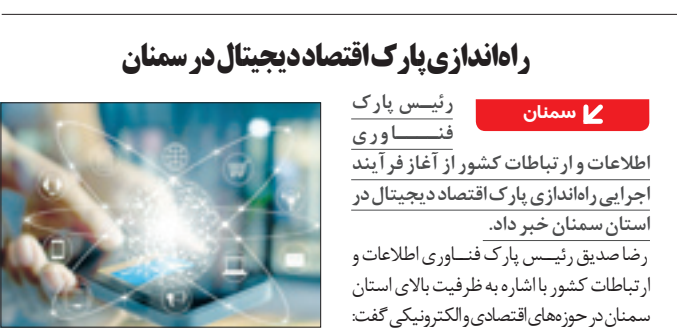 راه‌اندازی پارک اقتصاد دیجیتال در سمنان
سمنان
رئیس پارک
فناوری
اطلاعات و ارتباطات کشور از آغاز فرآیند
اجرایی راه‌اندازی پارک اقتصاد دیجیتال در
استان سمنان خبر داد.
رضا صدیق رئیس پارک فناوری اطلاعات و
ارتباطات کشور با اشاره به ظرفیت بالای استان
سمنان در حوزه‌های اقتصادی والکترونیکی گفت: